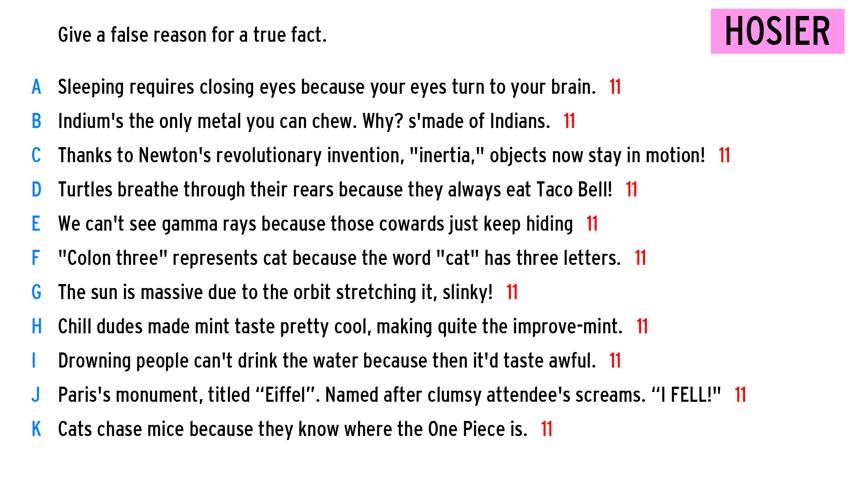 Give a false reason for a true fact.
HOSIER
A Sleeping requires closing eyes because your eyes turn to your brain. 11
B Indium's the only metal you can chew. Why? s'made of Indians. 11
C Thanks to Newton's revolutionary invention, "inertia," objects now stay in motion! 11
D Turtles breathe through their rears because they always eat Taco Bell! 11
E We can't see gamma rays because those cowards just keep hiding 11
F "Colon three" represents cat because the word "cat" has three letters. 11
G The sun is massive due to the orbit stretching it, slinky! 11
H Chill dudes made mint taste pretty cool, making quite the improve-mint. 11
I Drowning people can't drink the water because then it'd taste awful. 11
J Paris's monument, titled “Eiffel”. Named after clumsy attendee's screams. “I FELL!" 11
K Cats chase mice because they know where the One Piece is. 11